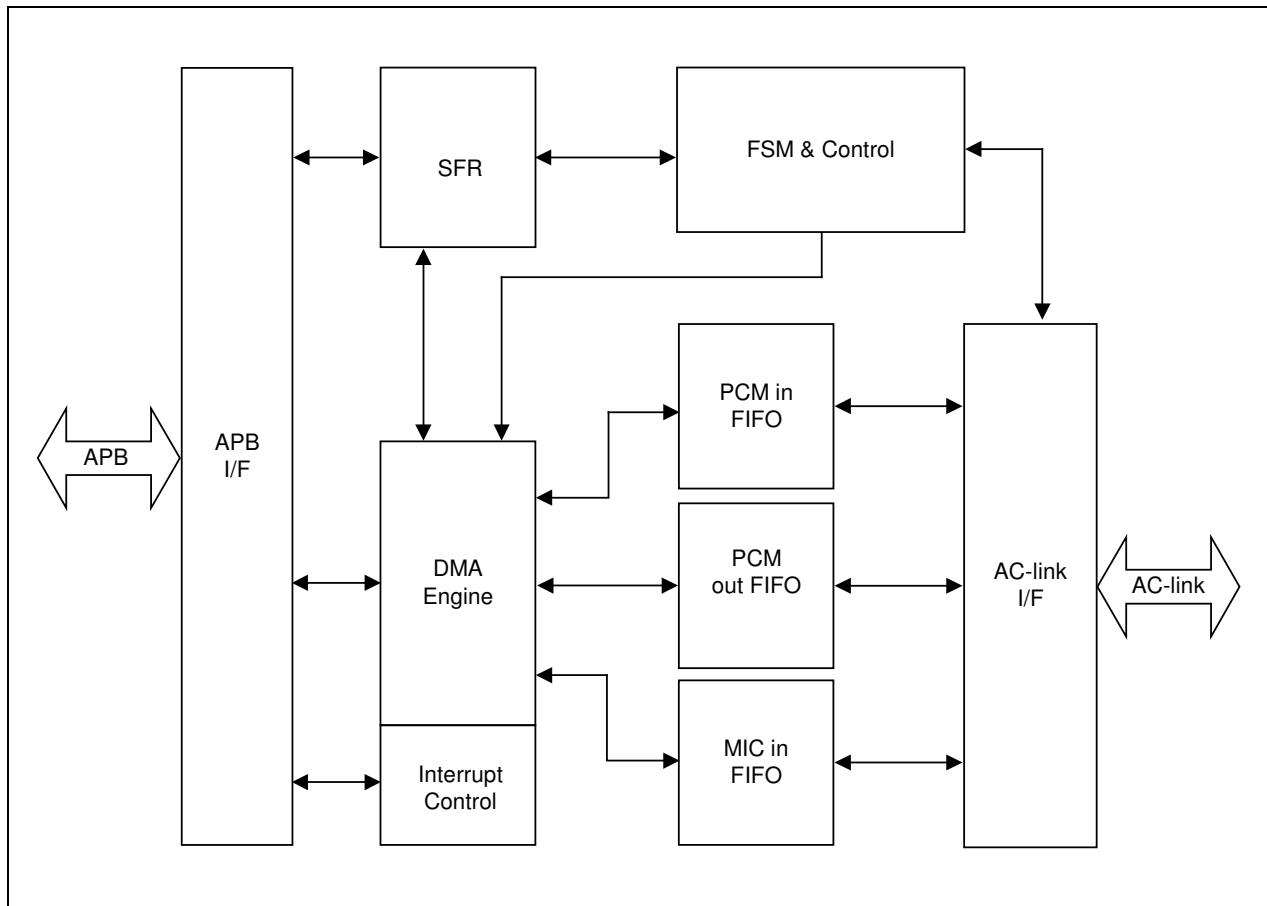 SFR
FSM & Control
PCM in
FIFO
APB
APB
I/F
DMA
Engine
PCM
out FIFO
AC-link
I/F
AC-link
MIC in
FIFO
Interrupt
Control